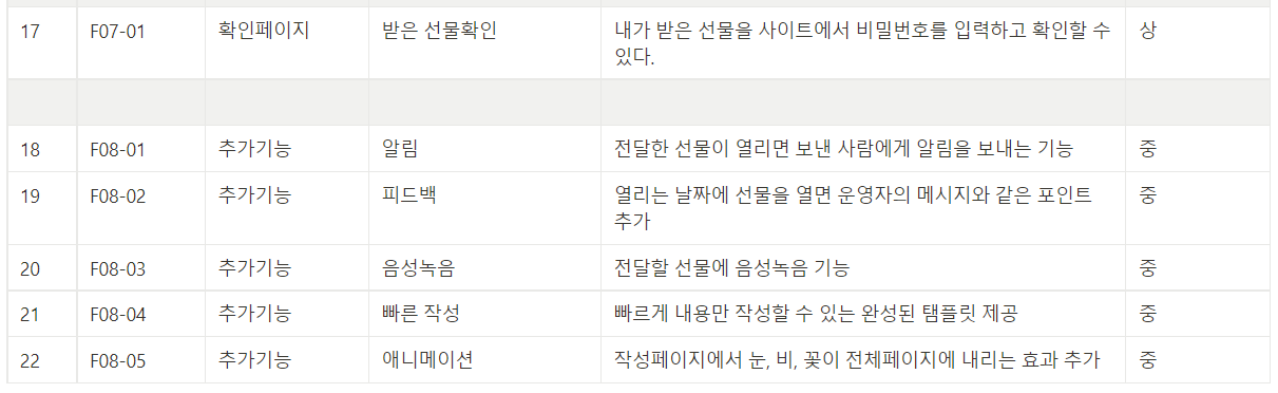 17 F07-01 확인페이지 받은 선물확인 내가 받은 선물을 사이트에서 비밀번호를 입력하고 확인할 수 상
있다.
18 F08-01 추가기능 알림 전달한 선물이 열리면 보낸 사람에게 알림을 보내는 기능 중
19 F08-02 추가기능 피드백 열리는 날짜에 선물을 열면 운영자의 메시지와 같은 포인트 중
추가
20 F08-03 추가기능 음성녹음 전달할 선물에 음성녹음 기능 중
21 F08-04 추가기능 빠른 작성 빠르게 내용만 작성할 수 있는 완성된 탬플릿 제공 중
22 F08-05 추가기능 애니메이션 작성페이지에서 눈, 비, 꽃이 전체페이지에 내리는 효과 추가 중